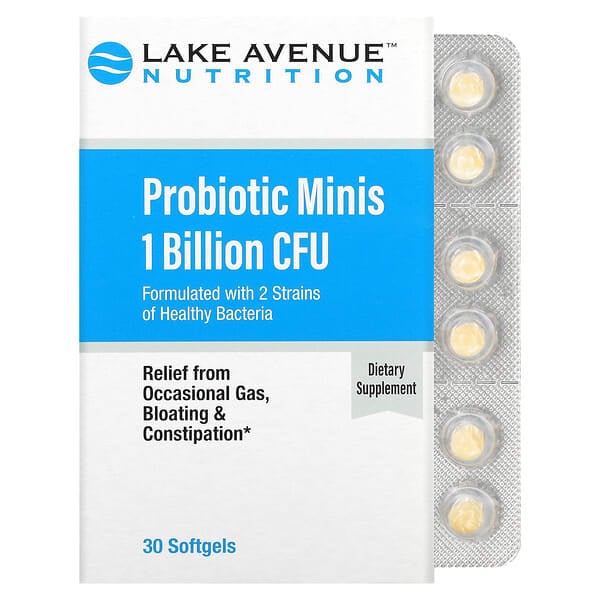 LAKE AVENUE™
NUTRITION
Probiotic Minis
1 Billion CFU
Formulated with 2 Strains
of Healthy Bacteria
Relief from
Occasional Gas,
Bloating &
Constipation*
Dietary
Supplement
30 Softgels